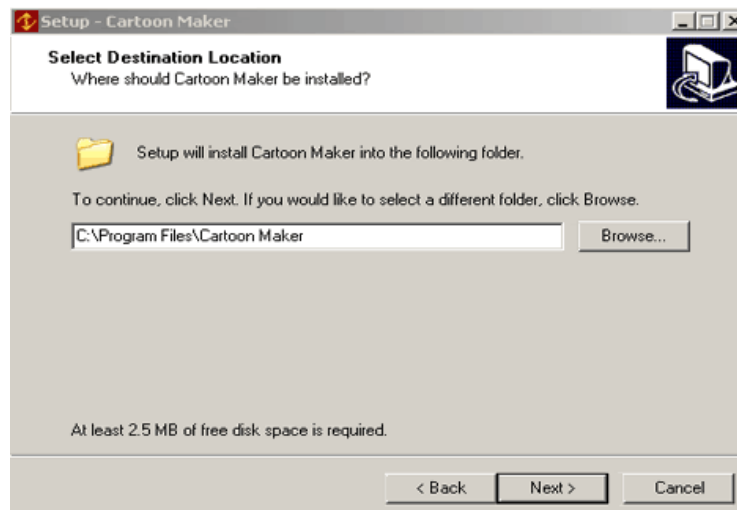 Setup - Cartoon Maker
Select Destination Location
Where should Cartoon Maker be installed?
Setup will install Cartoon Maker into the following folder.
To continue, click Next. If you would like to select a different folder, click Browse.
C:\Program Files\Cartoon Maker
Browse...
At least 2.5 MB of free disk space is required.
< Back
Next >
Cancel